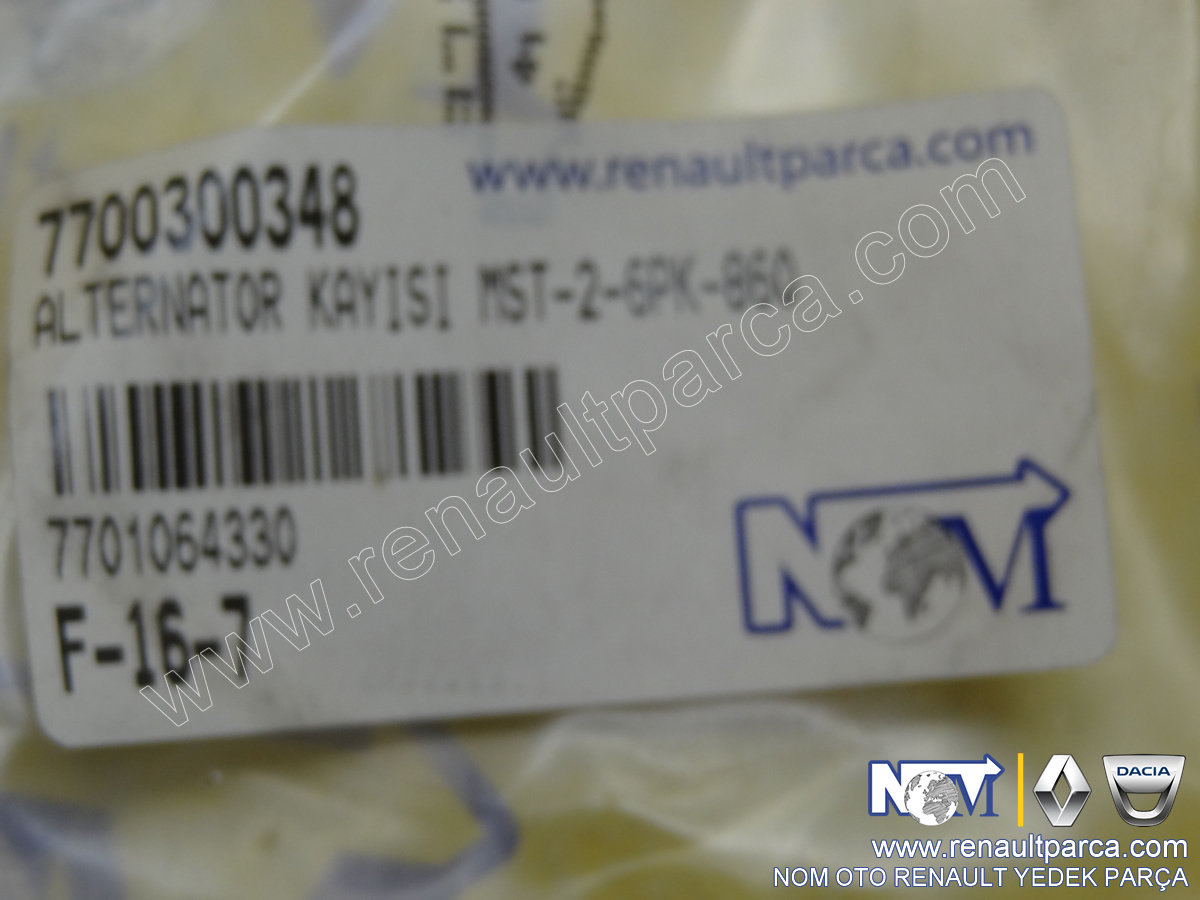 www.renaultparca.com
7700300348
ALTERNATOR KAYISI MST-2-6PK-860
www.renaultparca.com
7701064330
F-16-7
NOM
NOM
DACIA
www.renaultparca.com
NOM OTO RENAULT YEDEK PARÇA